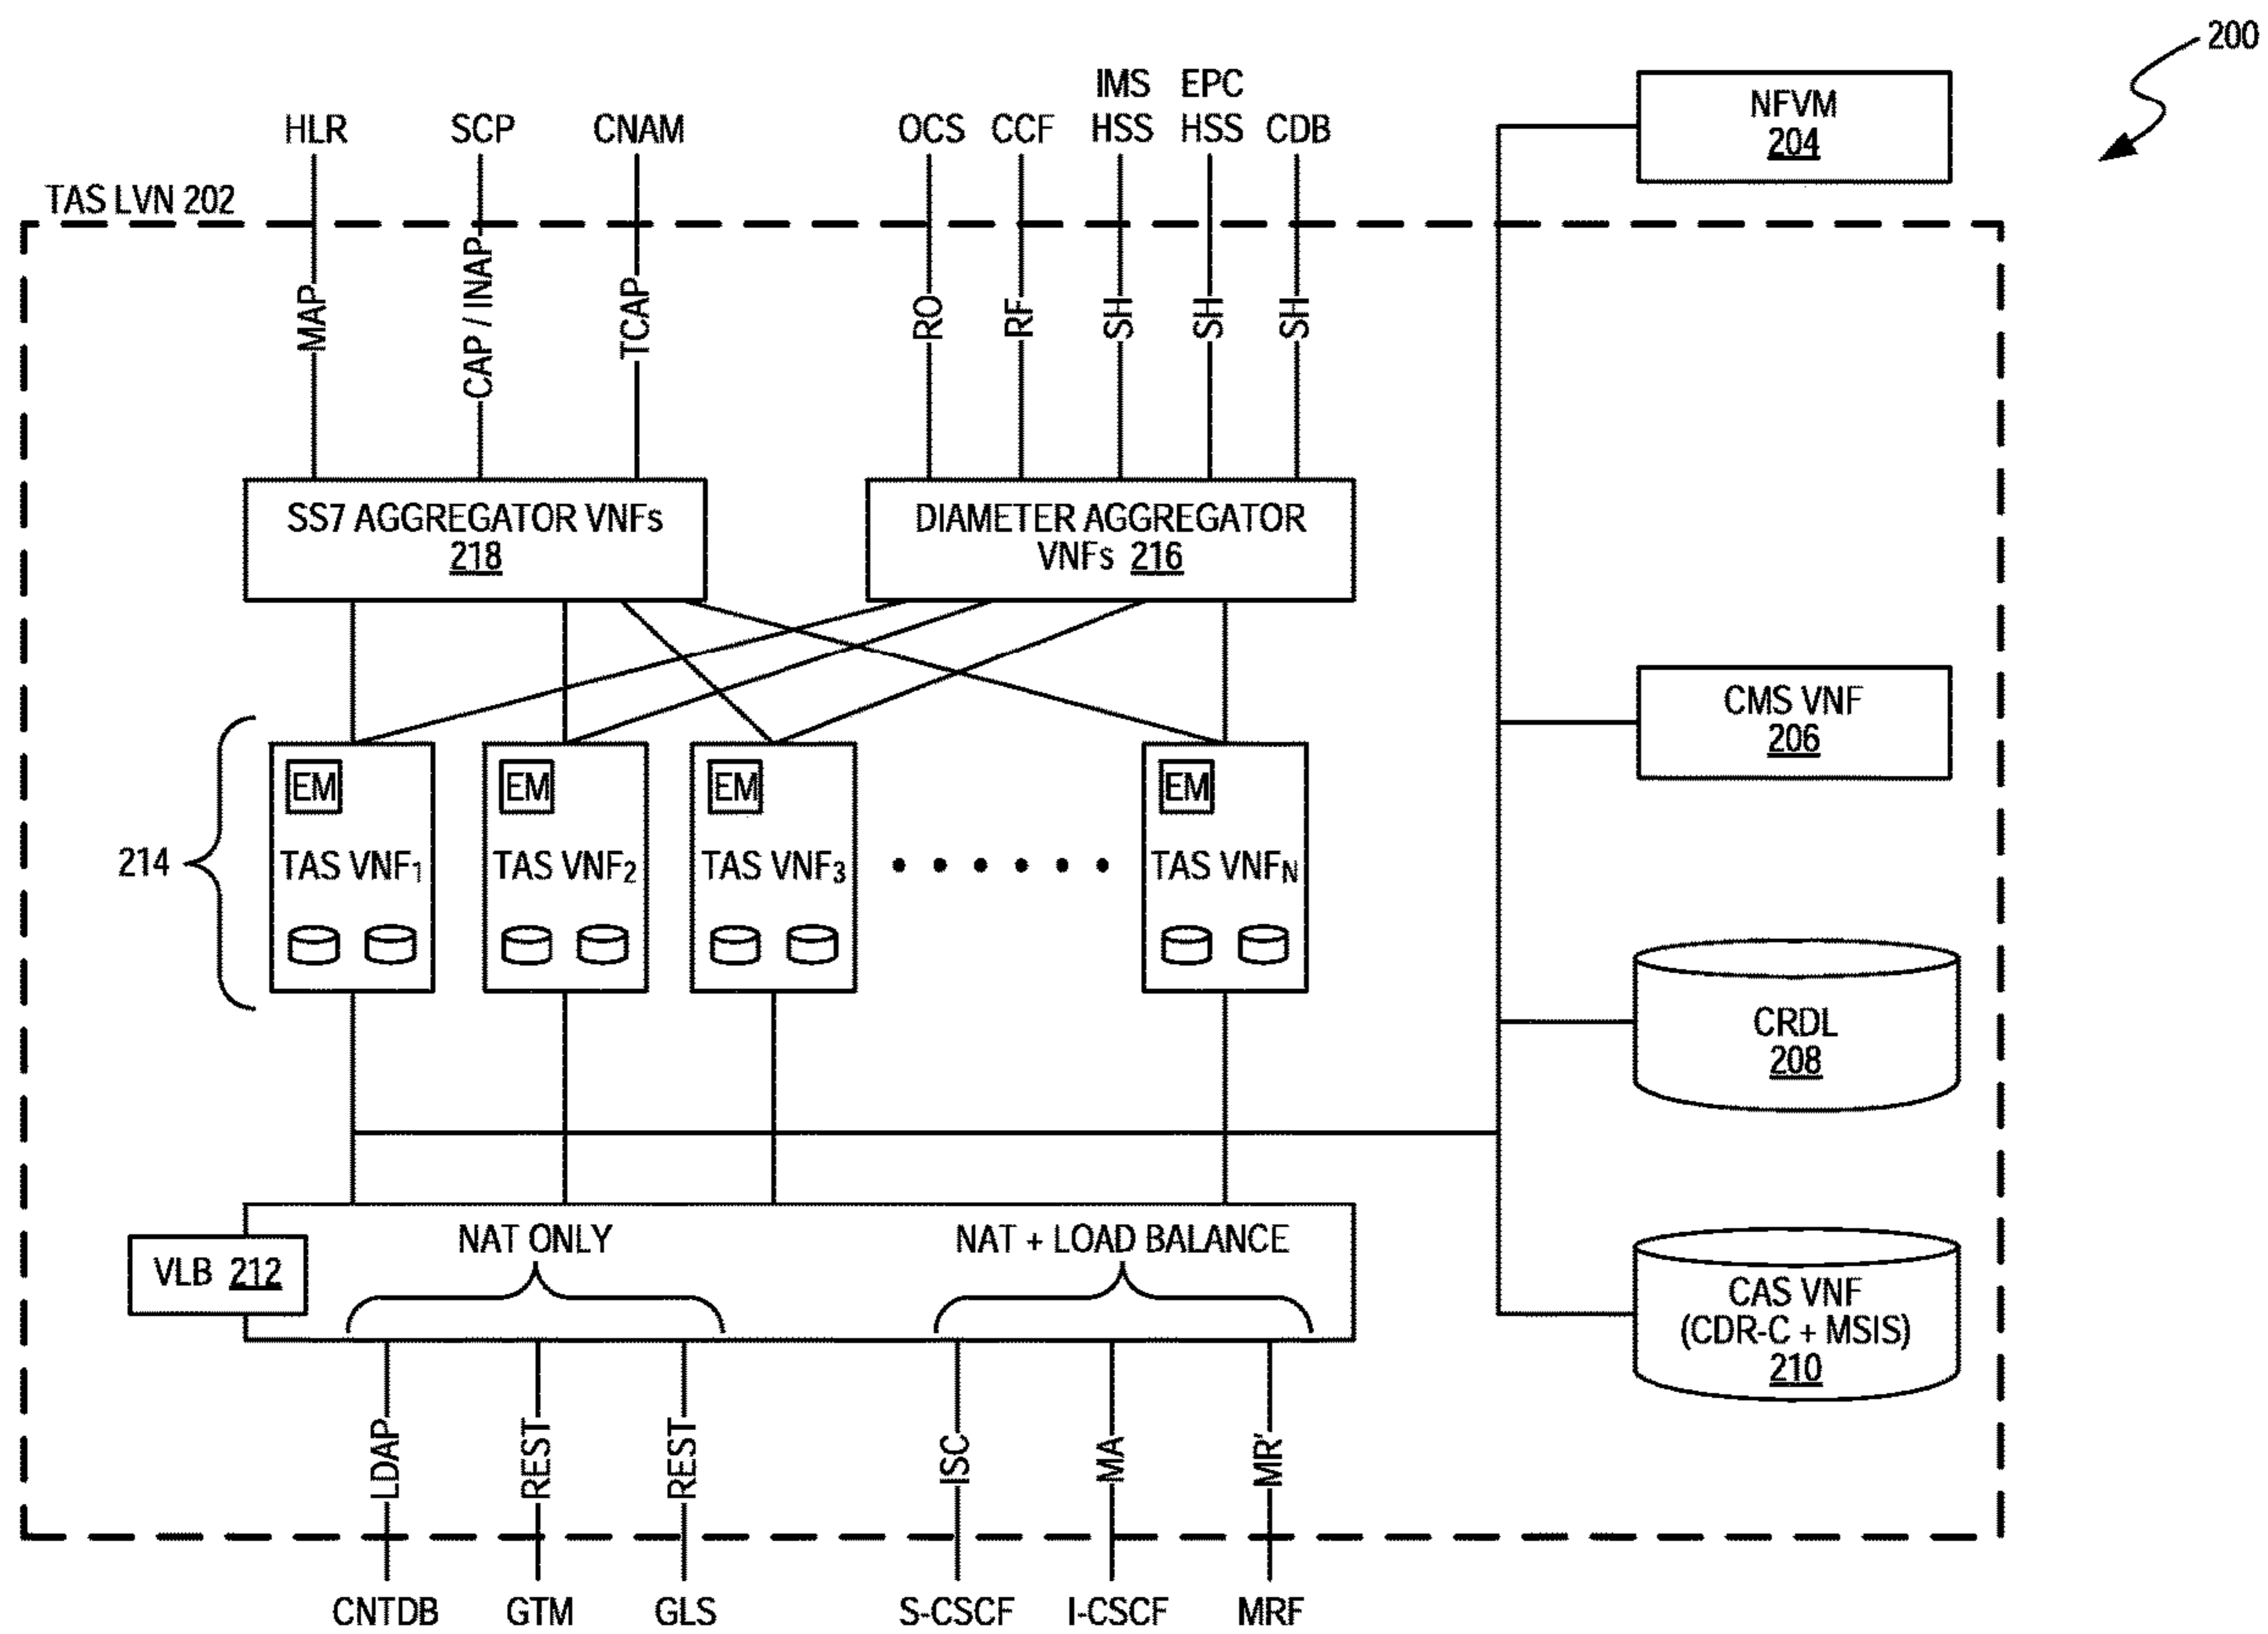 200
IMS EPC
HLR SCP CNAM OCS CCF HSS HSS CDB
NFVM
204
TAS LVN 202
MAP CAP / INAP TCAP RO RF SH SH SH
SS7 AGGREGATOR VNFs
218
DIAMETER AGGREGATOR
VNFs 216
CMS VNF
206
EM EM EM EM
214
TAS VNF1 TAS VNF2 TAS VNF3 • • • • • • TAS VNFN
CRDL
208
NAT ONLY NAT + LOAD BALANCE
VLB 212
CAS VNF
(CDR-C + MSIS)
210
LDAP REST REST ISC MA MR'
CNTDB GTM GLS S-CSCF I-CSCF MRF